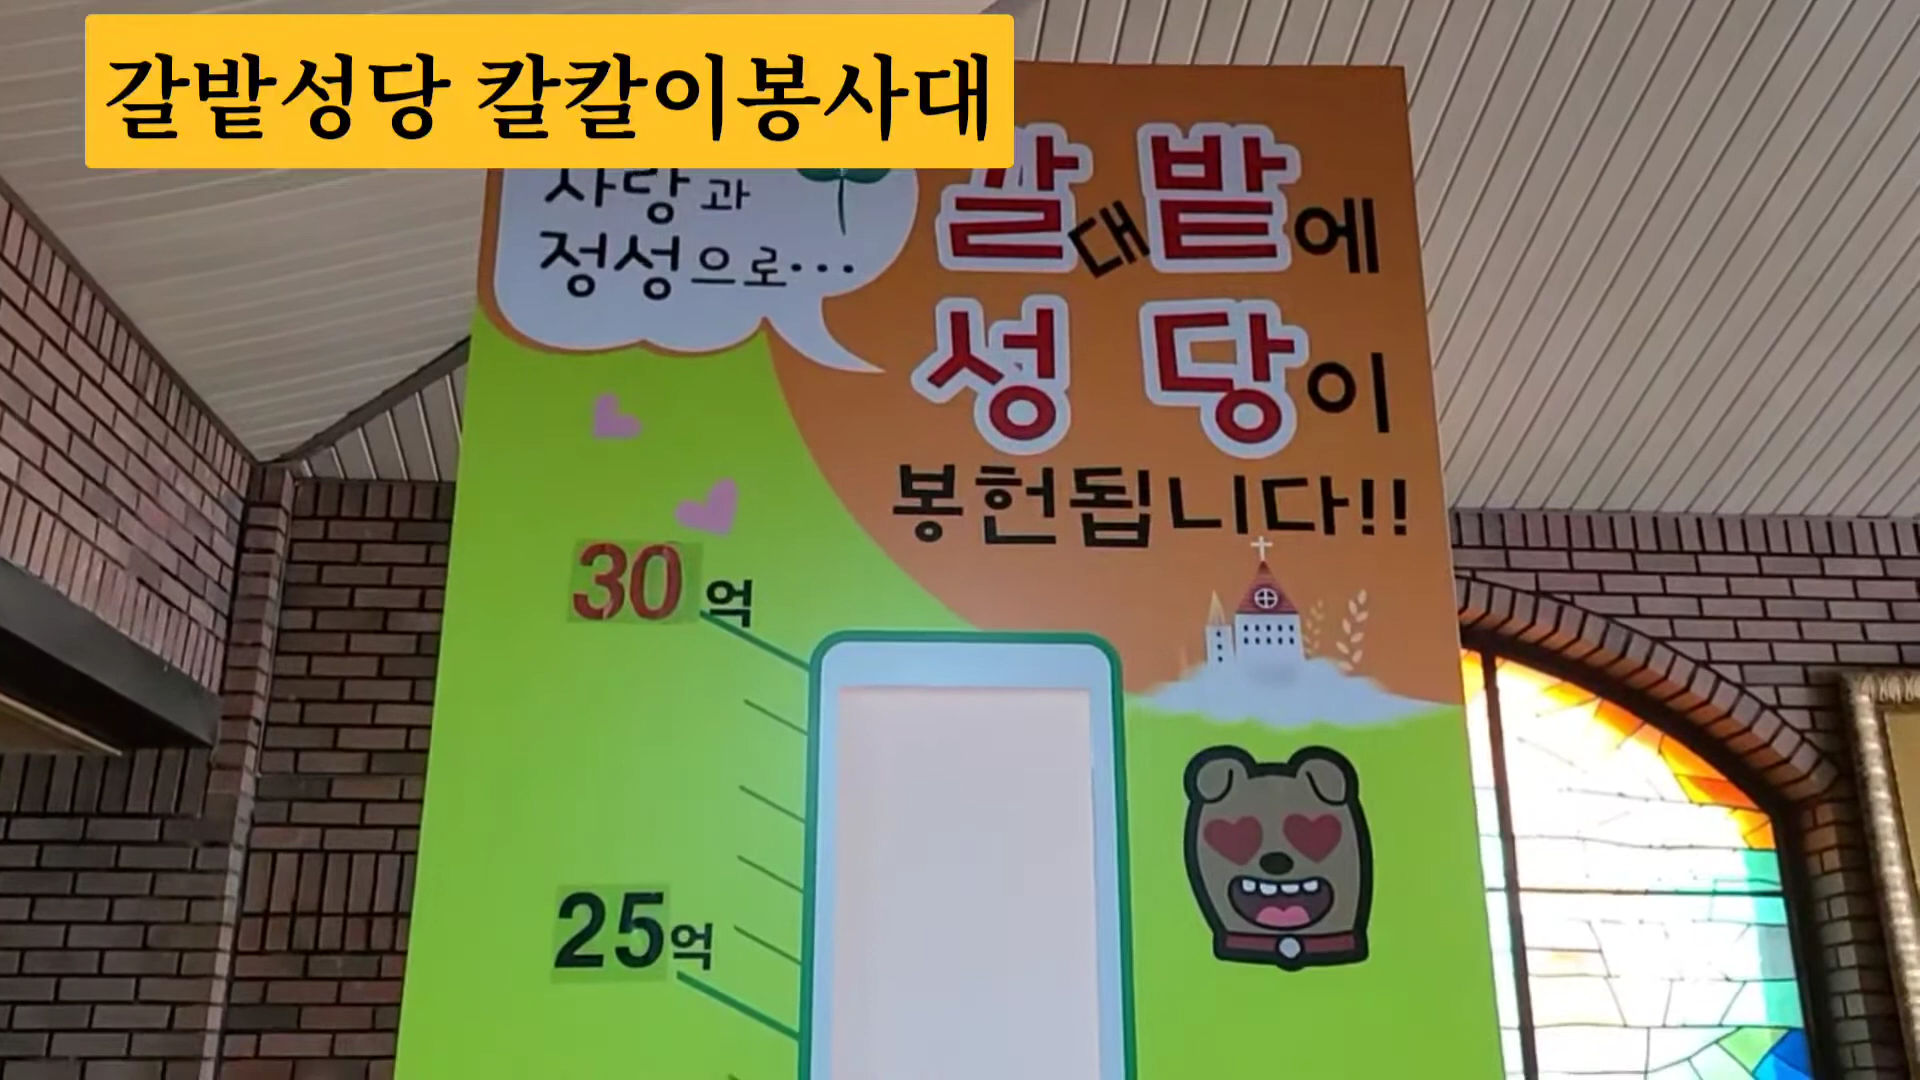 갈밭성당 칼칼이봉사대
사랑과
정성으로...
갈대밭에
성당이
봉헌됩니다!!
30억
25억